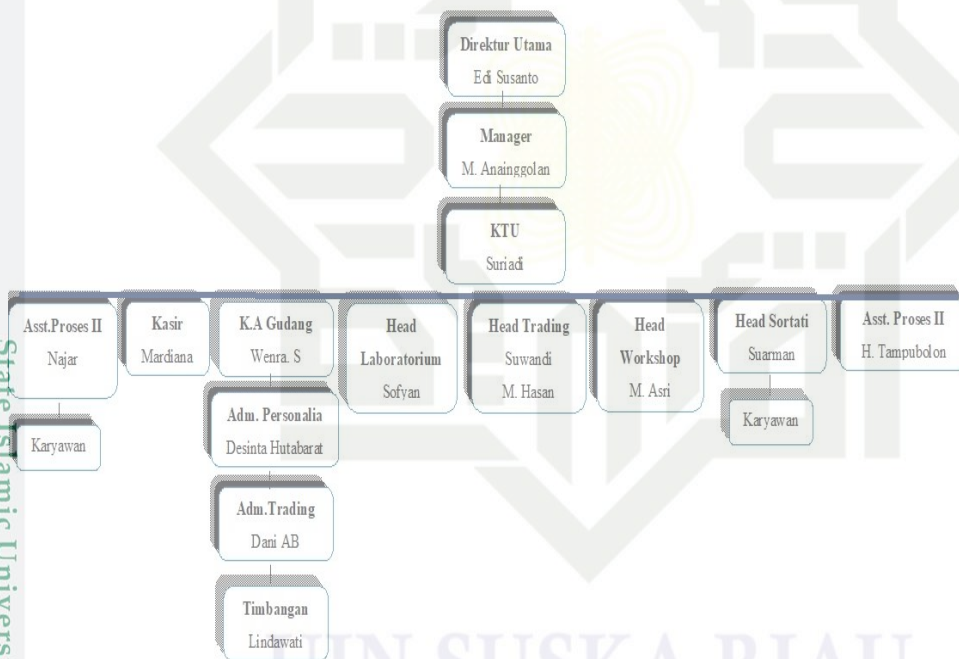 Direktur Utama
Edi Susanto
Manager
M. Anainggolan
KTU
Suriadi
Asst.Proses II
Najar
Karyawan
Kasir
Mardiana
K.A Gudang
Wenra. S
Adm. Personalia
Desinta Hutabarat
Adm.Trading
Dani AB
Timbangan
Lindawati
Head
Laboratorium
Sofyan
Head Trading
Suwandi
M. Hasan
Head
Workshop
M. Asri
Head Sortati
Suarman
Karyawan
Asst. Proses II
H. Tampubolon
State Islamic Univers
UIN SUSKA RIAU